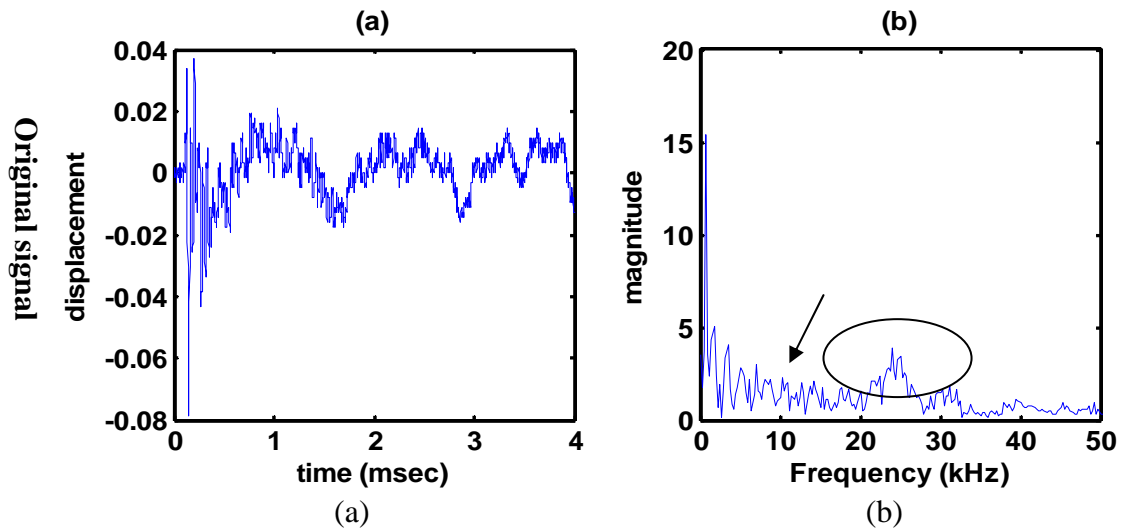 (a)
(b)
Original signal
displacement
0.04
0.02
0
-0.02
-0.04
-0.06
-0.08
0 1 2 3 4
time (msec)
magnitude
20
15
10
5
0
0 10 20 30 40 50
Frequency (kHz)
(a)
(b)